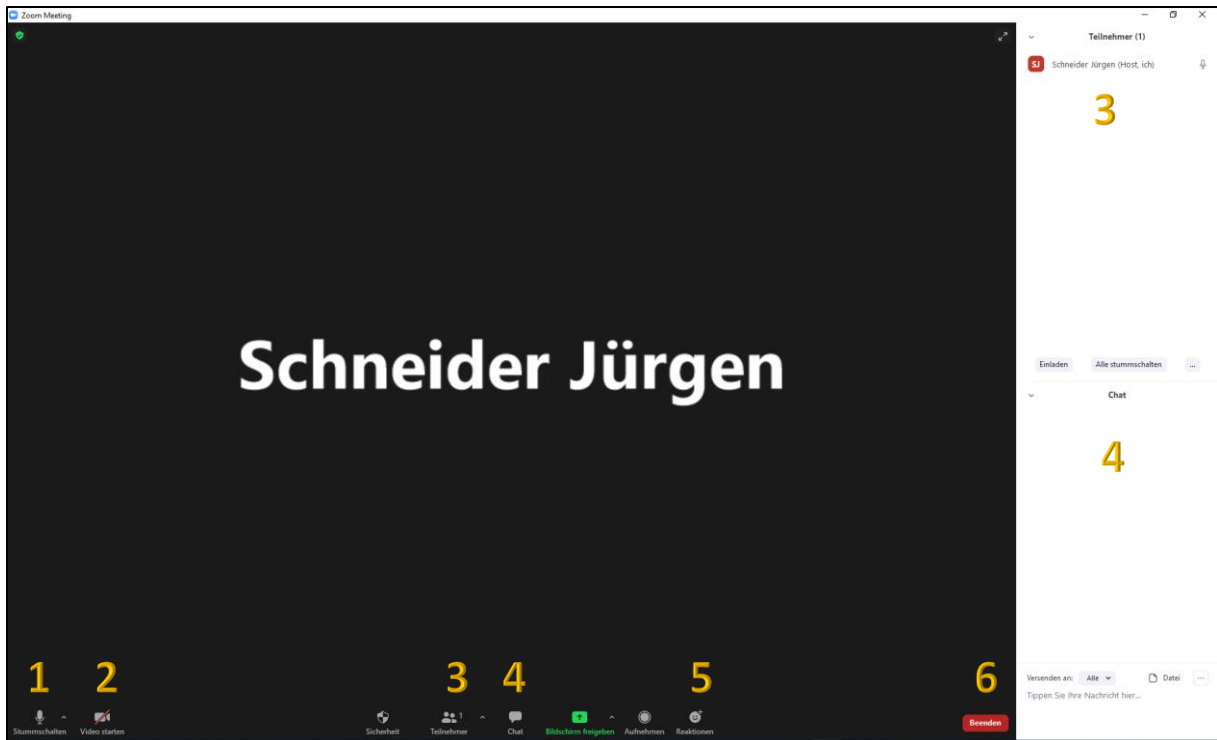 Zoom Meeting
Teilnehmer (1)
SJ Schneider Jürgen (Host, ich)
3
Schneider Jürgen
Einladen Alle stummschalten ...
Chat
4
1 2 3 4 5 6
Versenden an: Alle Datei ...
Tippen Sie Ihre Nachricht hier...
1
Stummschalten Video starten Sicherheit Teilnehmer Chat Bildschirm freigeben Aufnehmen Reaktionen Beenden